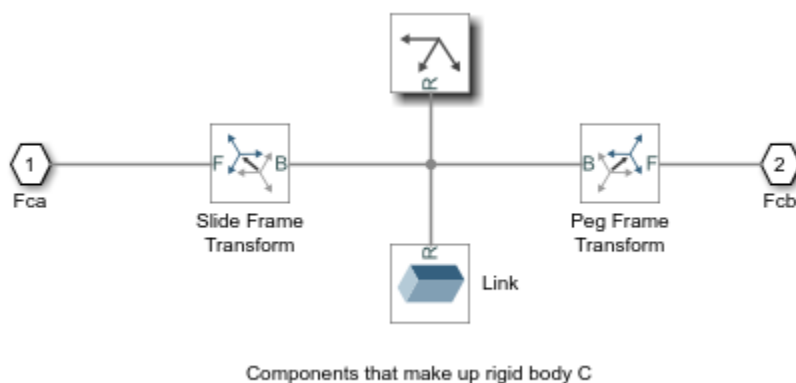 R
1
F
B
B
F
2
Fca
Slide Frame
Transform
Peg Frame
Transform
Fcb
R
Link
Components that make up rigid body C